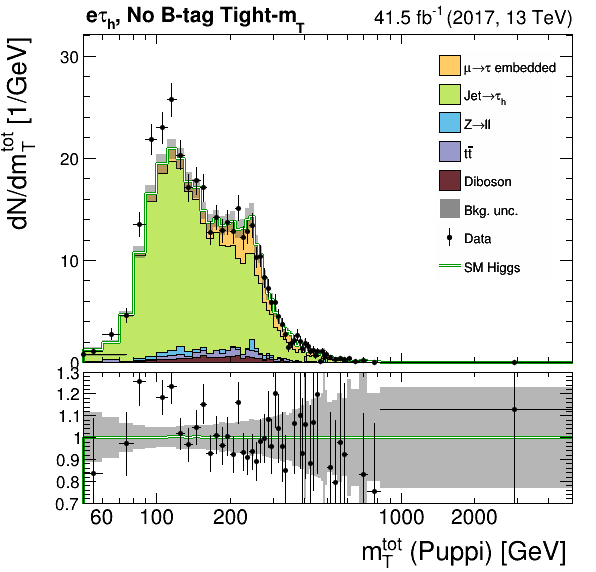 eτh, No B-tag Tight-mT
41.5 fb-1 (2017, 13 TeV)
dN/dmTtot [1/GeV]
30
20
10
0
μ→τ embedded
Jet→τh
Z→ll
tt̄
Diboson
Bkg. unc.
Data
SM Higgs
1.3
1.2
1.1
1
0.9
0.8
0.7
60 100 200 1000 2000
mTtot (Puppi) [GeV]